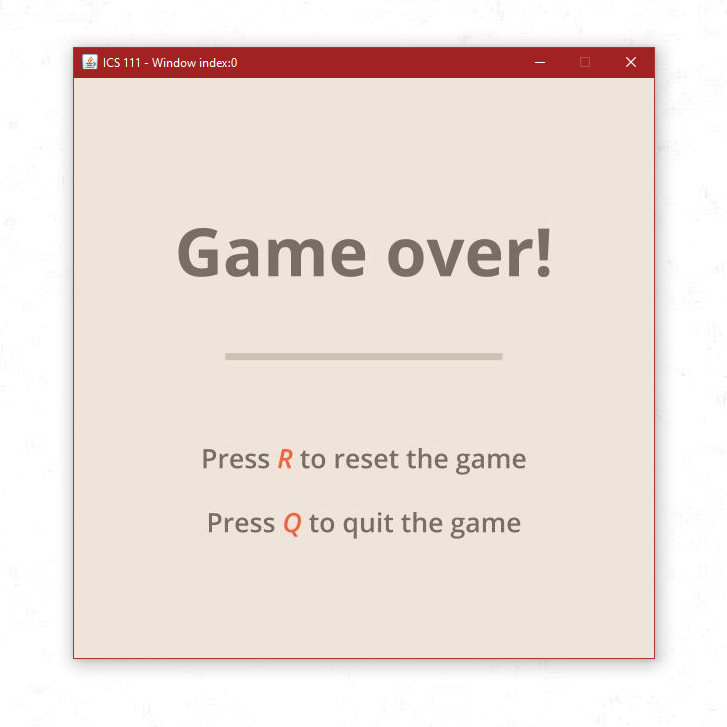 ICS 111 - Window index:0
Game over!
Press R to reset the game
Press Q to quit the game